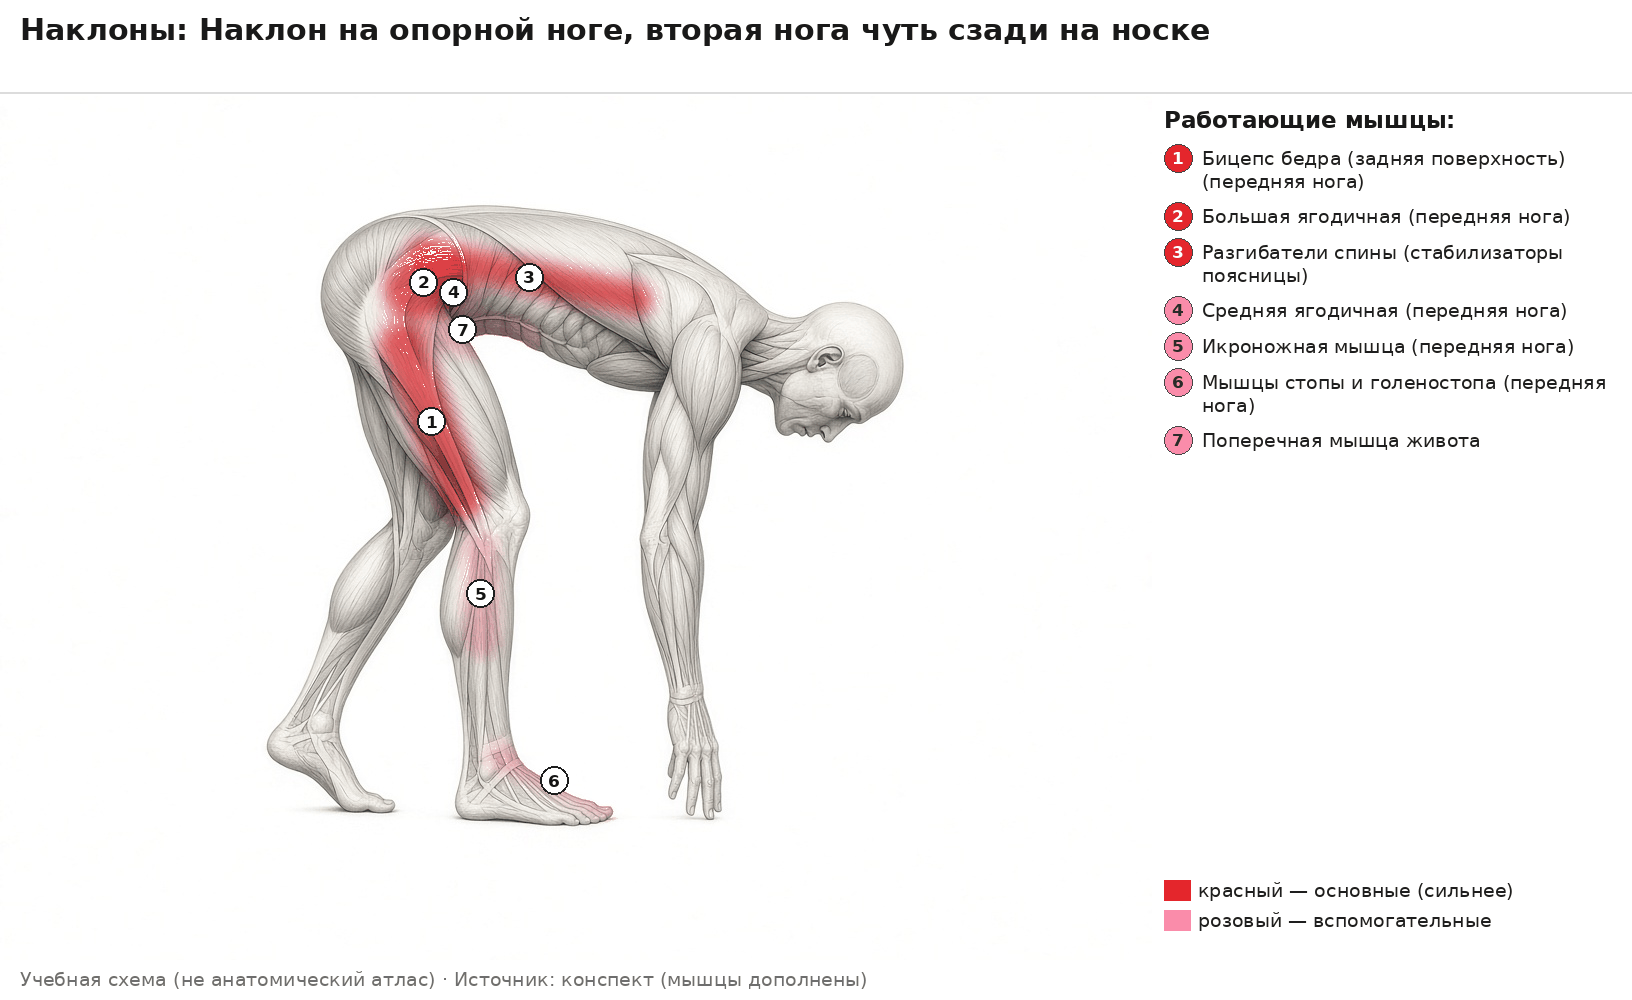 Наклоны: Наклон на опорной ноге, вторая нога чуть сзади на носке
Работающие мышцы:
1 Бицепс бедра (задняя поверхность)
(передняя нога)
2 Большая ягодичная (передняя нога)
3 Разгибатели спины (стабилизаторы
поясницы)
4 Средняя ягодичная (передняя нога)
5 Икроножная мышца (передняя нога)
6 Мышцы стопы и голеностопа (передняя
нога)
7 Поперечная мышца живота
2
4
3
7
1
5
6
красный — основные (сильнее)
розовый — вспомогательные
Учебная схема (не анатомический атлас) · Источник: конспект (мышцы дополнены)